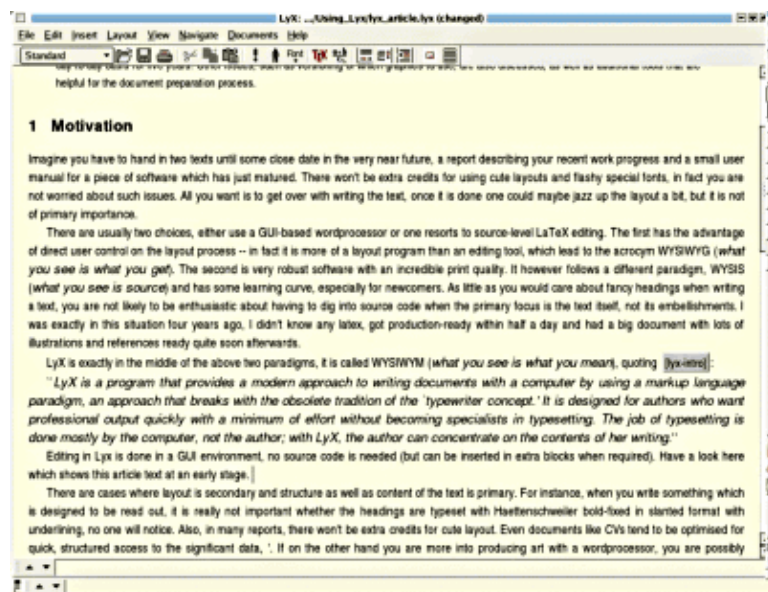 LyX: .../Using_Lyx/lyx_article.lyx (changed)
File Edit Insert Layout View Navigate Documents Help
Standard
Font TeX
helpful for the document preparation process.
1 Motivation
Imagine you have to hand in two texts until some close date in the very near future, a report describing your recent work progress and a small user
manual for a piece of software which has just matured. There won't be extra credits for using cute layouts and flashy special fonts, in fact you are
not worried about such issues. All you want is to get over with writing the text, once it is done one could maybe jazz up the layout a bit, but it is not
of primary importance.
There are usually two choices, either use a GUI-based wordprocessor or one resorts to source-level LaTeX editing. The first has the advantage
of direct user control on the layout process -- in fact it is more of a layout program than an editing tool, which lead to the acrocym WYSIWYG (what
you see is what you get). The second is very robust software with an incredible print quality. It however follows a different paradigm, WYSIS
(what you see is source) and has some learning curve, especially for newcomers. As little as you would care about fancy headings when writing
a text, you are not likely to be enthusiastic about having to dig into source code when the primary focus is the text itself, not its embellishments. I
was exactly in this situation four years ago, I didn't know any latex, got production-ready within half a day and had a big document with lots of
illustrations and references ready quite soon afterwards.
LyX is exactly in the middle of the above two paradigms, it is called WYSIWYM (what you see is what you mean), quoting [lyx-intro]:
``LyX is a program that provides a modern approach to writing documents with a computer by using a markup language
paradigm, an approach that breaks with the obsolete tradition of the `typewriter concept.' It is designed for authors who want
professional output quickly with a minimum of effort without becoming specialists in typesetting. The job of typesetting is
done mostly by the computer, not the author; with LyX, the author can concentrate on the contents of her writing.''
Editing in Lyx is done in a GUI environment, no source code is needed (but can be inserted in extra blocks when required). Have a look here
which shows this article text at an early stage.
There are cases where layout is secondary and structure as well as content of the text is primary. For instance, when you write something which
is designed to be read out, it is really not important whether the headings are typeset with Haettenschweiler bold-fixed in slanted format with
underlining, no one will notice. Also, in many reports, there won't be extra credits for cute layout. Even documents like CVs tend to be optimised for
quick, structured access to the significant data, '. If on the other hand you are more into producing art with a wordprocessor, you are possibly